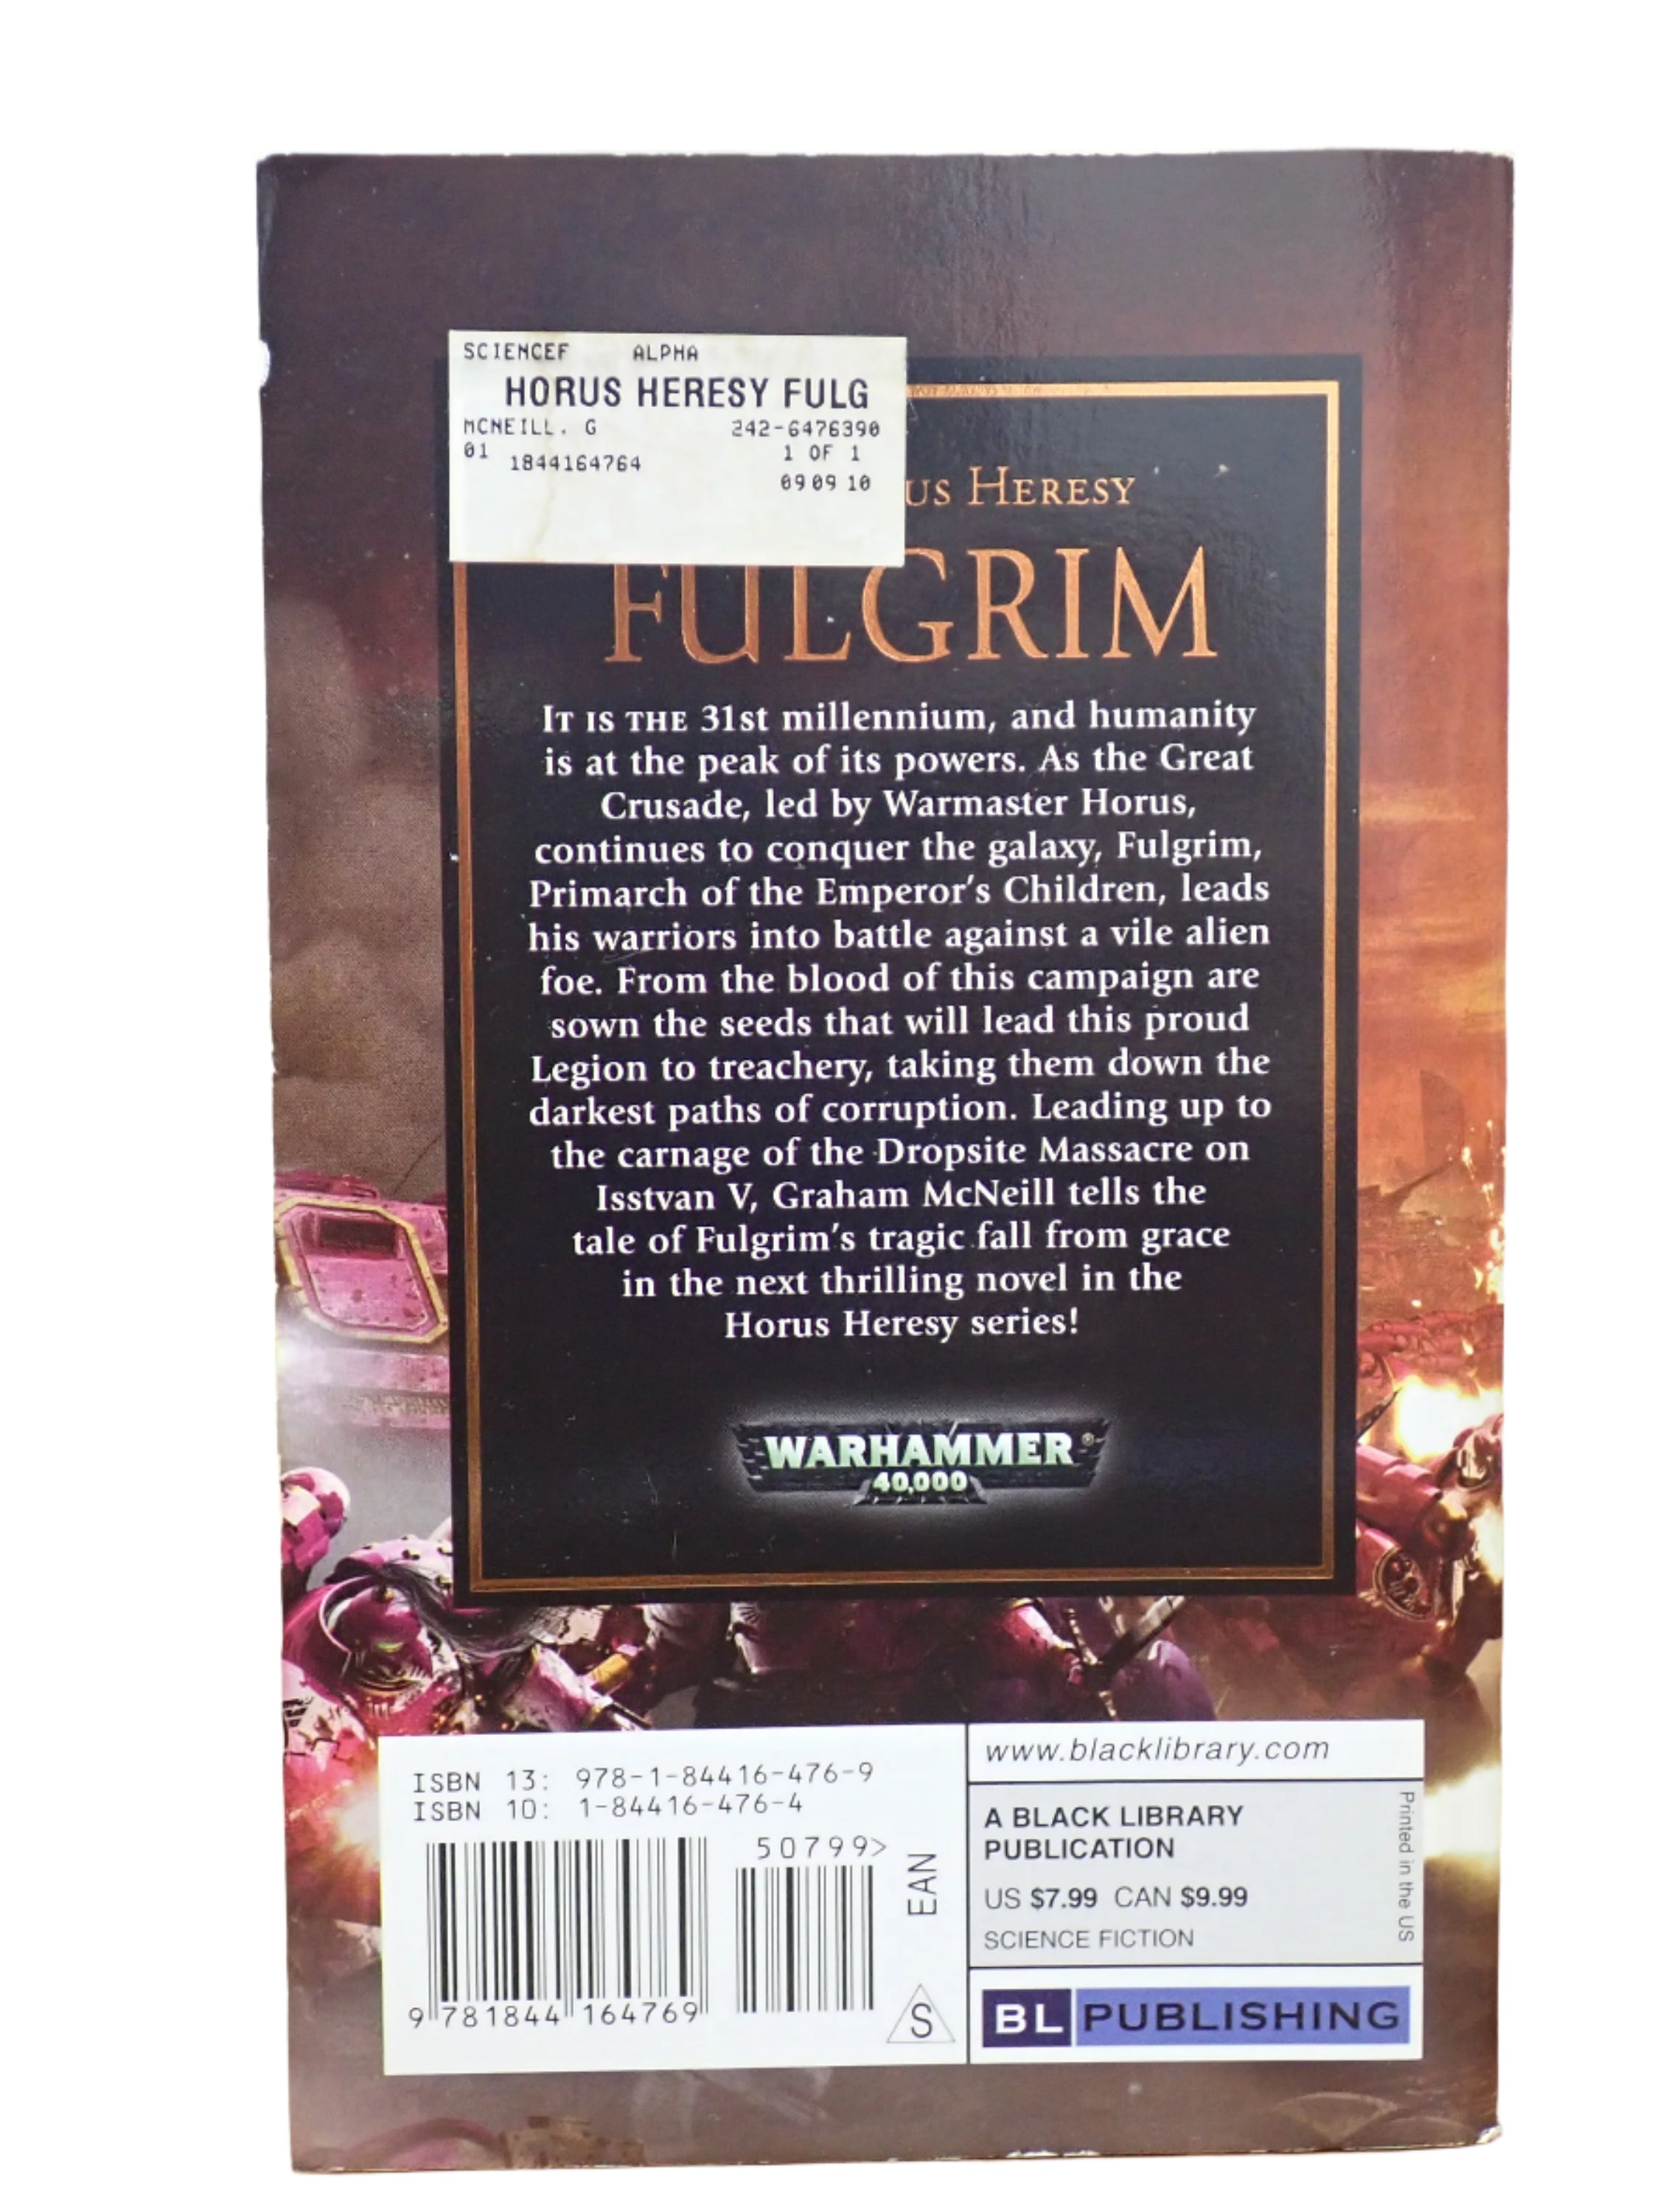 SCIENCEF ALPHA
HORUS HERESY FULG
MCNEILL. G 242-6476390
01 1844164764 1 OF 1
09 09 10
US HERESY
FULGRIM
IT IS THE 31st millennium, and humanity
is at the peak of its powers. As the Great
Crusade, led by Warmaster Horus,
continues to conquer the galaxy, Fulgrim,
Primarch of the Emperor's Children, leads
his warriors into battle against a vile alien
foe. From the blood of this campaign are
sown the seeds that will lead this proud
Legion to treachery, taking them down the
darkest paths of corruption. Leading up to
the carnage of the Dropsite Massacre on
Isstvan V, Graham McNeill tells the
tale of Fulgrim's tragic fall from grace
in the next thrilling novel in the
Horus Heresy series!
WARHAMMER®
40,000
ISBN 13: 978-1-84416-476-9
ISBN 10: 1-84416-476-4
50799>
EAN
9 781844 164769
S
www.blacklibrary.com
A BLACK LIBRARY
PUBLICATION
US $7.99 CAN $9.99
SCIENCE FICTION
Printed in the US
BL PUBLISHING